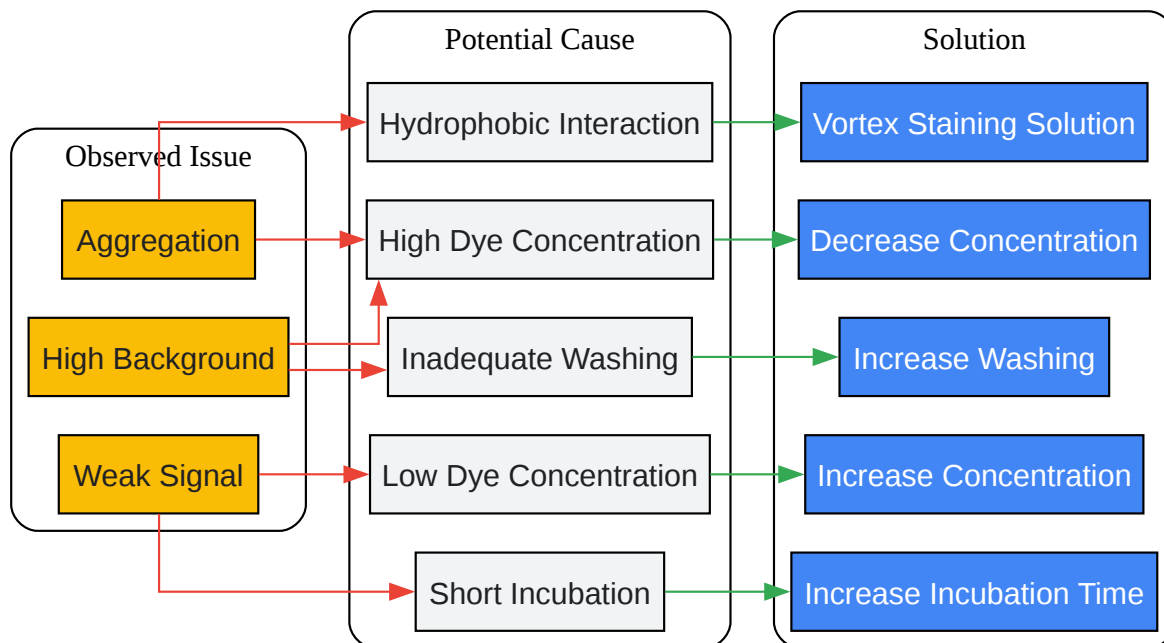 Observed Issue
Aggregation
High Background
Weak Signal
Potential Cause
Hydrophobic Interaction
High Dye Concentration
Inadequate Washing
Low Dye Concentration
Short Incubation
Solution
Vortex Staining Solution
Decrease Concentration
Increase Washing
Increase Concentration
Increase Incubation Time